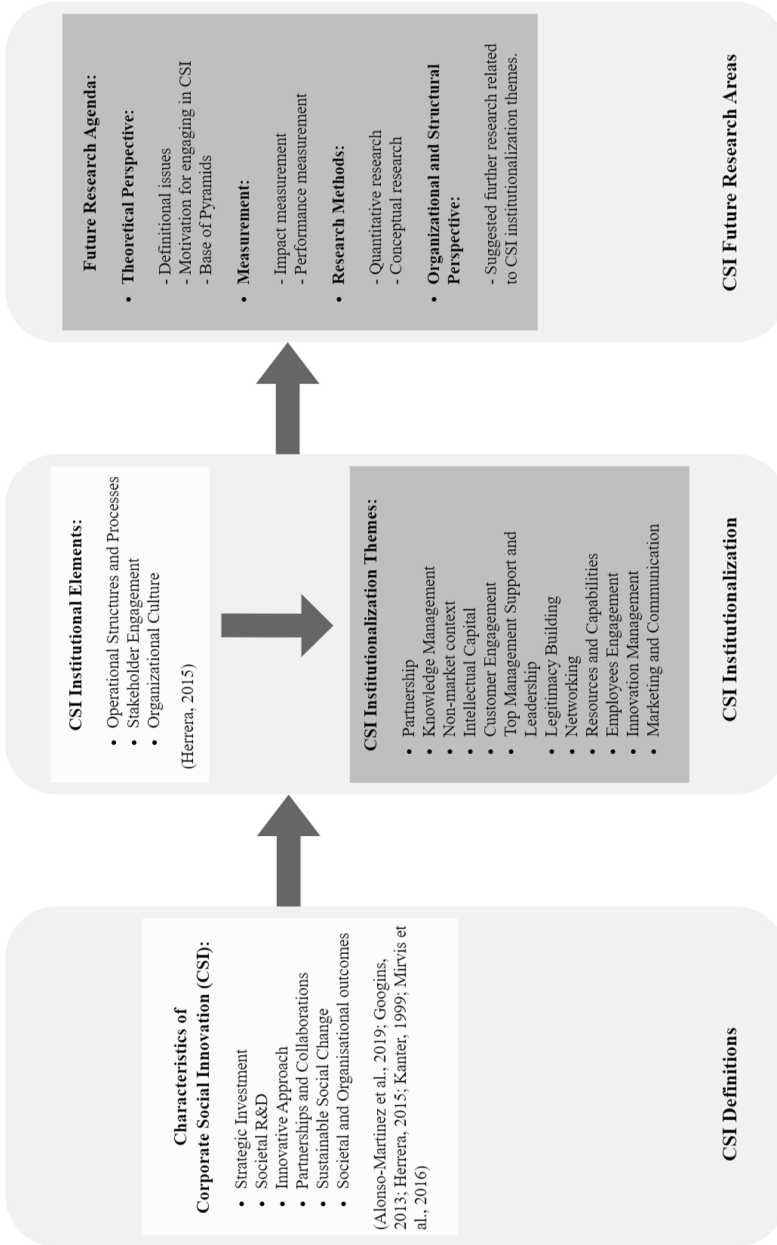 Characteristics of
Corporate Social Innovation (CSI):
• Strategic Investment
• Societal R&D
• Innovative Approach
• Partnerships and Collaborations
• Sustainable Social Change
• Societal and Organisational outcomes
(Alonso-Martinez et al., 2019; Googins,
2013; Herrera, 2015; Kanter, 1999; Mirvis et
al., 2016)
CSI Definitions
CSI Institutional Elements:
• Operational Structures and Processes
• Stakeholder Engagement
• Organizational Culture
(Herrera, 2015)
CSI Institutionalization Themes:
• Partnership
• Knowledge Management
• Non-market context
• Intellectual Capital
• Customer Engagement
• Top Management Support and
Leadership
• Legitimacy Building
• Networking
• Resources and Capabilities
• Employees Engagement
• Innovation Management
• Marketing and Communication
CSI Institutionalization
Future Research Agenda:
• Theoretical Perspective:
- Definitional issues
- Motivation for engaging in CSI
- Base of Pyramids
• Measurement:
- Impact measurement
- Performance measurement
• Research Methods:
- Quantitative research
- Conceptual research
• Organizational and Structural
Perspective:
- Suggested further research related
to CSI institutionalization themes.
CSI Future Research Areas